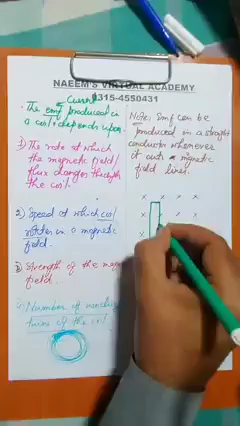 NAEEM'S VIRTUAL ACADEMY
0315-4550431
Current
The emf produced in
a coil depends upon.
1) The rate at which
the magnetic field/
flux changes through
the coil.
2) Speed at which coil
rotates in a magnetic
field.
3) Strength of the mag
field.
4) Number of
turns of the coil
Note: Emf can be
produced in a straight
conductor whenever
it cuts magnetic
field lines.
x x x x
x x x
x